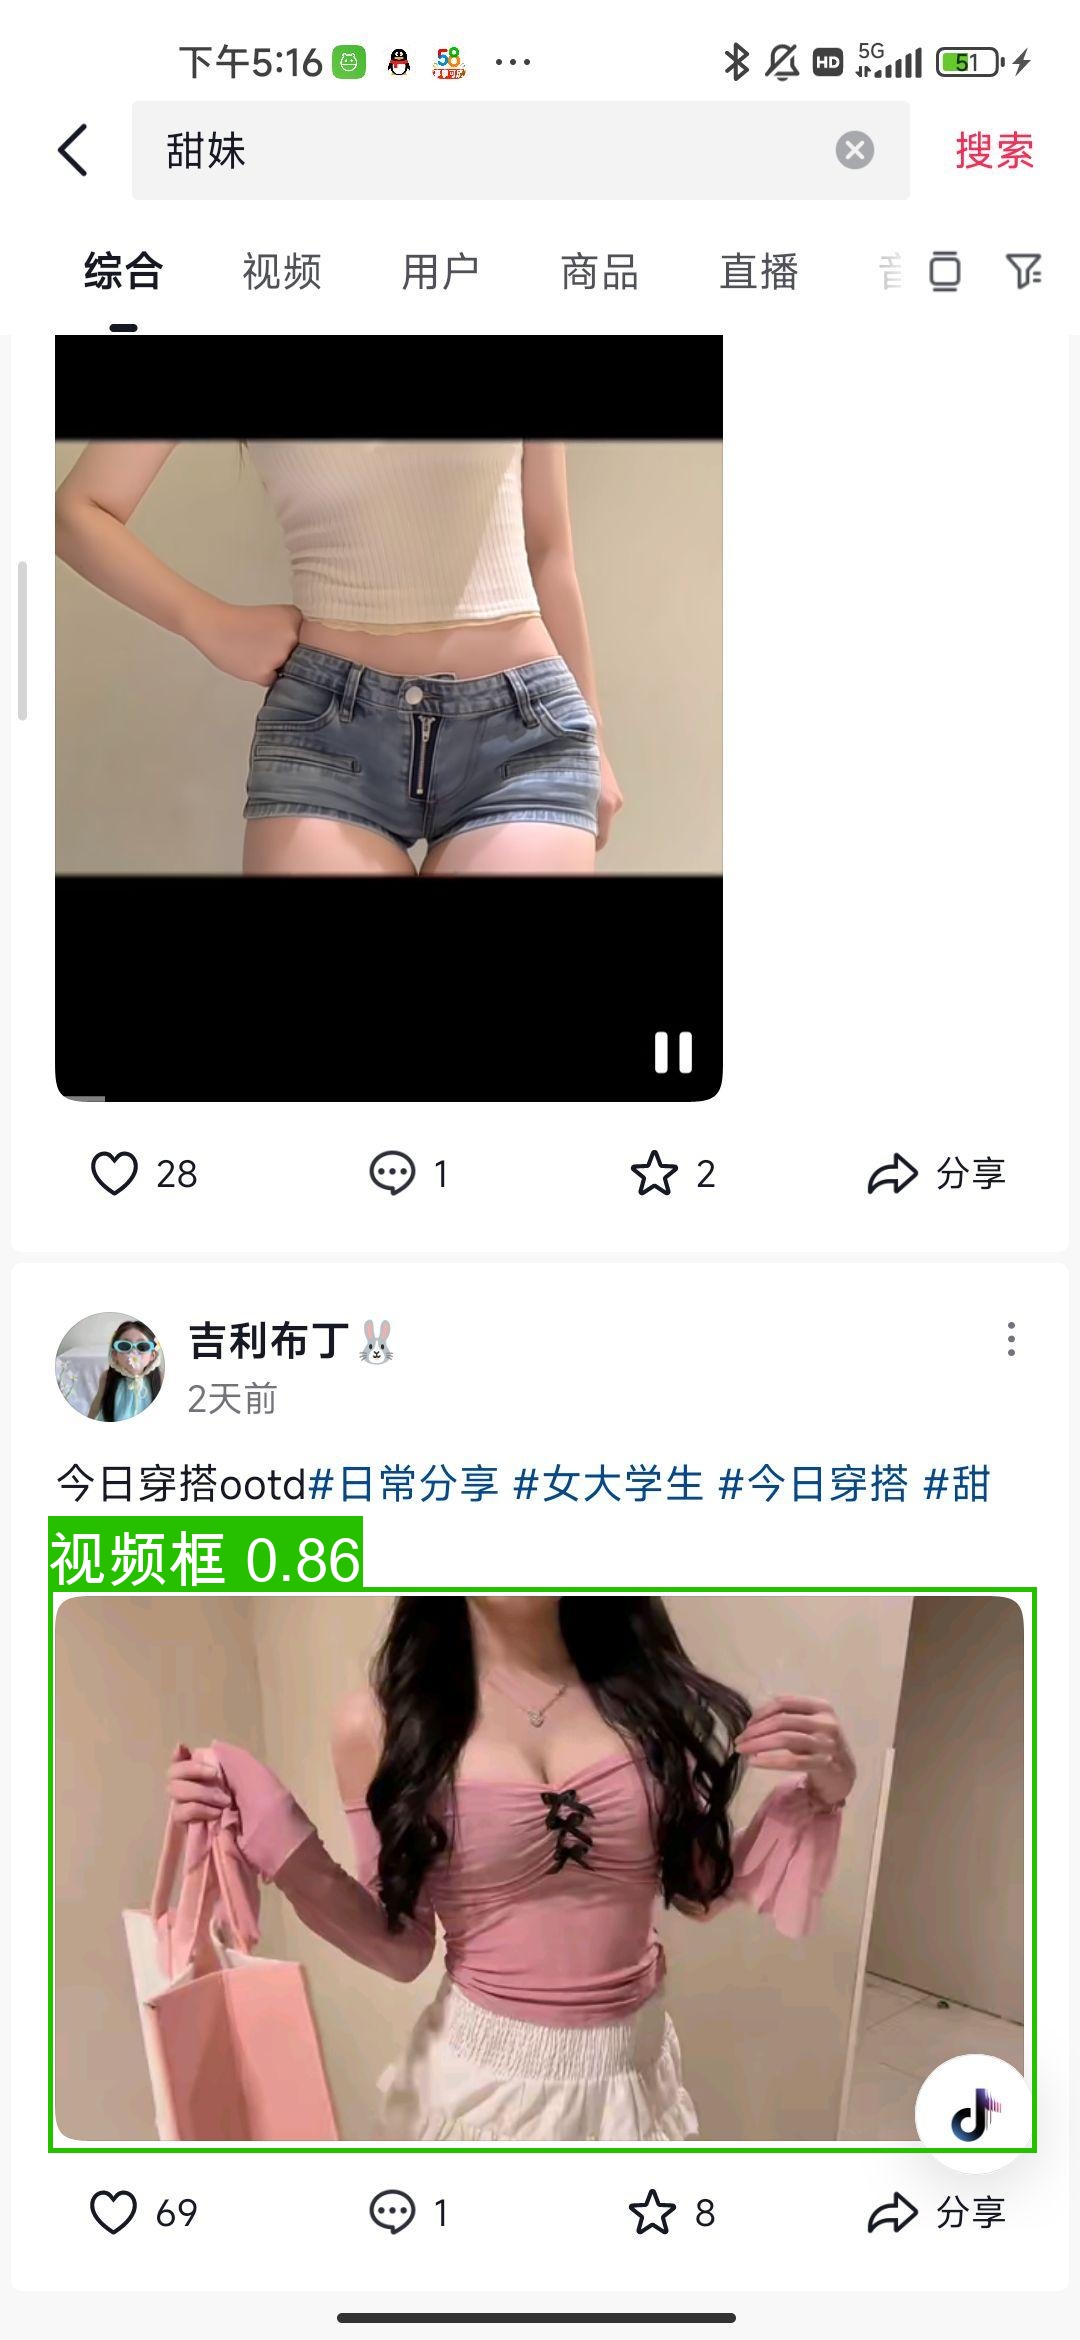 下午5:16 58 ... HD 5G 51
甜妹 搜索
综合 视频 用户 商品 直播
28 1 2 分享
吉利布丁
2天前
今日穿搭ootd#日常分享 #女大学生 #今日穿搭 #甜
视频框 0.86
69 1 8 分享